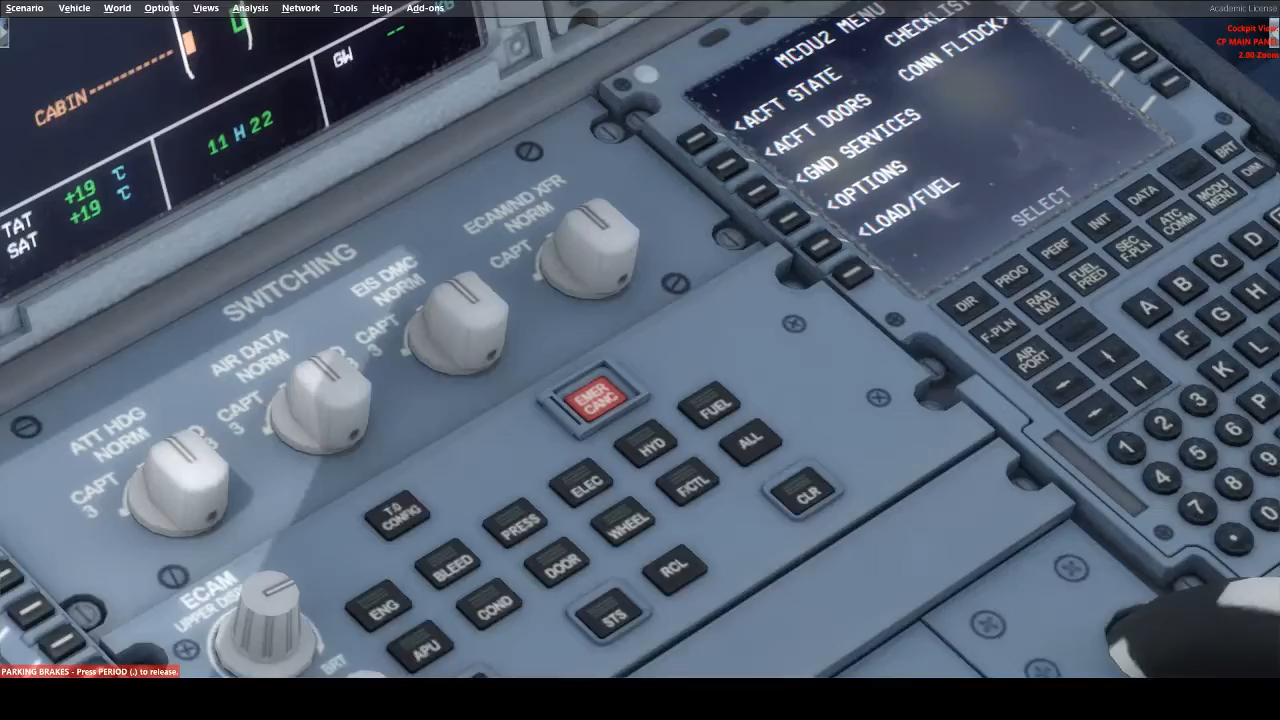 Scenario Vehicle World Options Views Analysis Network Tools Help Add-ons
Academic License
CP MAIN PAN
2.00 Zoom
CABIN
TAT +19 °C
SAT +19 °C
11 H 22
GW
--
MCDU2 MENU
CHECKLIST
<ACFT STATE
CONN FLTDCK>
<ACFT DOORS
<GND SERVICES
<OPTIONS
<LOAD/FUEL
SELECT
SWITCHING
ATT HDG
NORM
CAPT
3
AIR DATA
NORM
CAPT
3
EIS DMC
NORM
CAPT
3
ECAM/ND XFR
NORM
CAPT
EMER
CANC
T.O
CONFIG
ENG
BLEED
PRESS
ELEC
HYD
FUEL
APU
COND
DOOR
WHEEL
F/CTL
ALL
STS
RCL
CLR
ECAM
BRT
DIR
PROG
PERF
INIT
DATA
BRT
F-PLN
RAD
NAV
FUEL
PRED
SEC
F-PLN
ATC
COMM
MCDU
MENU
DIM
AIR
PORT
A B C D
F G H
K L
P
1 2 3
4 5 6
7 8 9
0
PARKING BRAKES - Press PERIOD (.) to release.